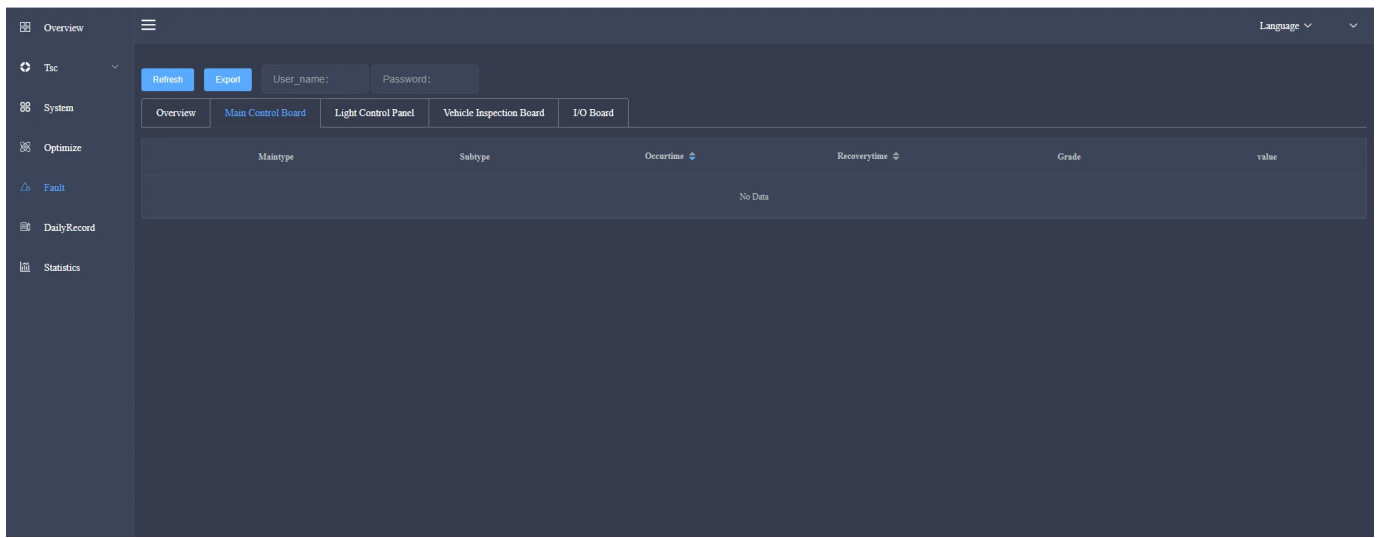 Overview
Language
Tsc
Refresh Export User_name: Password:
System
Overview Main Control Board Light Control Panel Vehicle Inspection Board I/O Board
Optimize
Maintype Subtype Occurtime Recoverytime Grade value
Fault
No Data
DailyRecord
Statistics